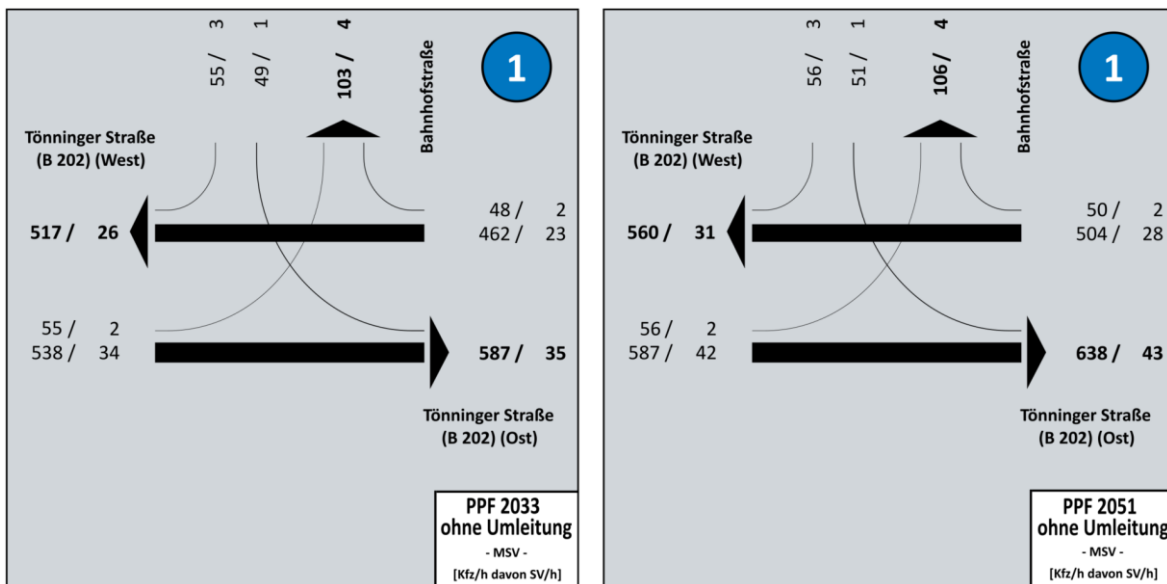 55 / 3
49 / 1
103 / 4
Bahnhofstraße
1
Tönninger Straße
(B 202) (West)
517 / 26
48 / 2
462 / 23
55 / 2
538 / 34
587 / 35
Tönninger Straße
(B 202) (Ost)
PPF 2033
ohne Umleitung
- MSV -
[Kfz/h davon SV/h]
56 / 3
51 / 1
106 / 4
Bahnhofstraße
1
Tönninger Straße
(B 202) (West)
560 / 31
50 / 2
504 / 28
56 / 2
587 / 42
638 / 43
Tönninger Straße
(B 202) (Ost)
PPF 2051
ohne Umleitung
- MSV -
[Kfz/h davon SV/h]